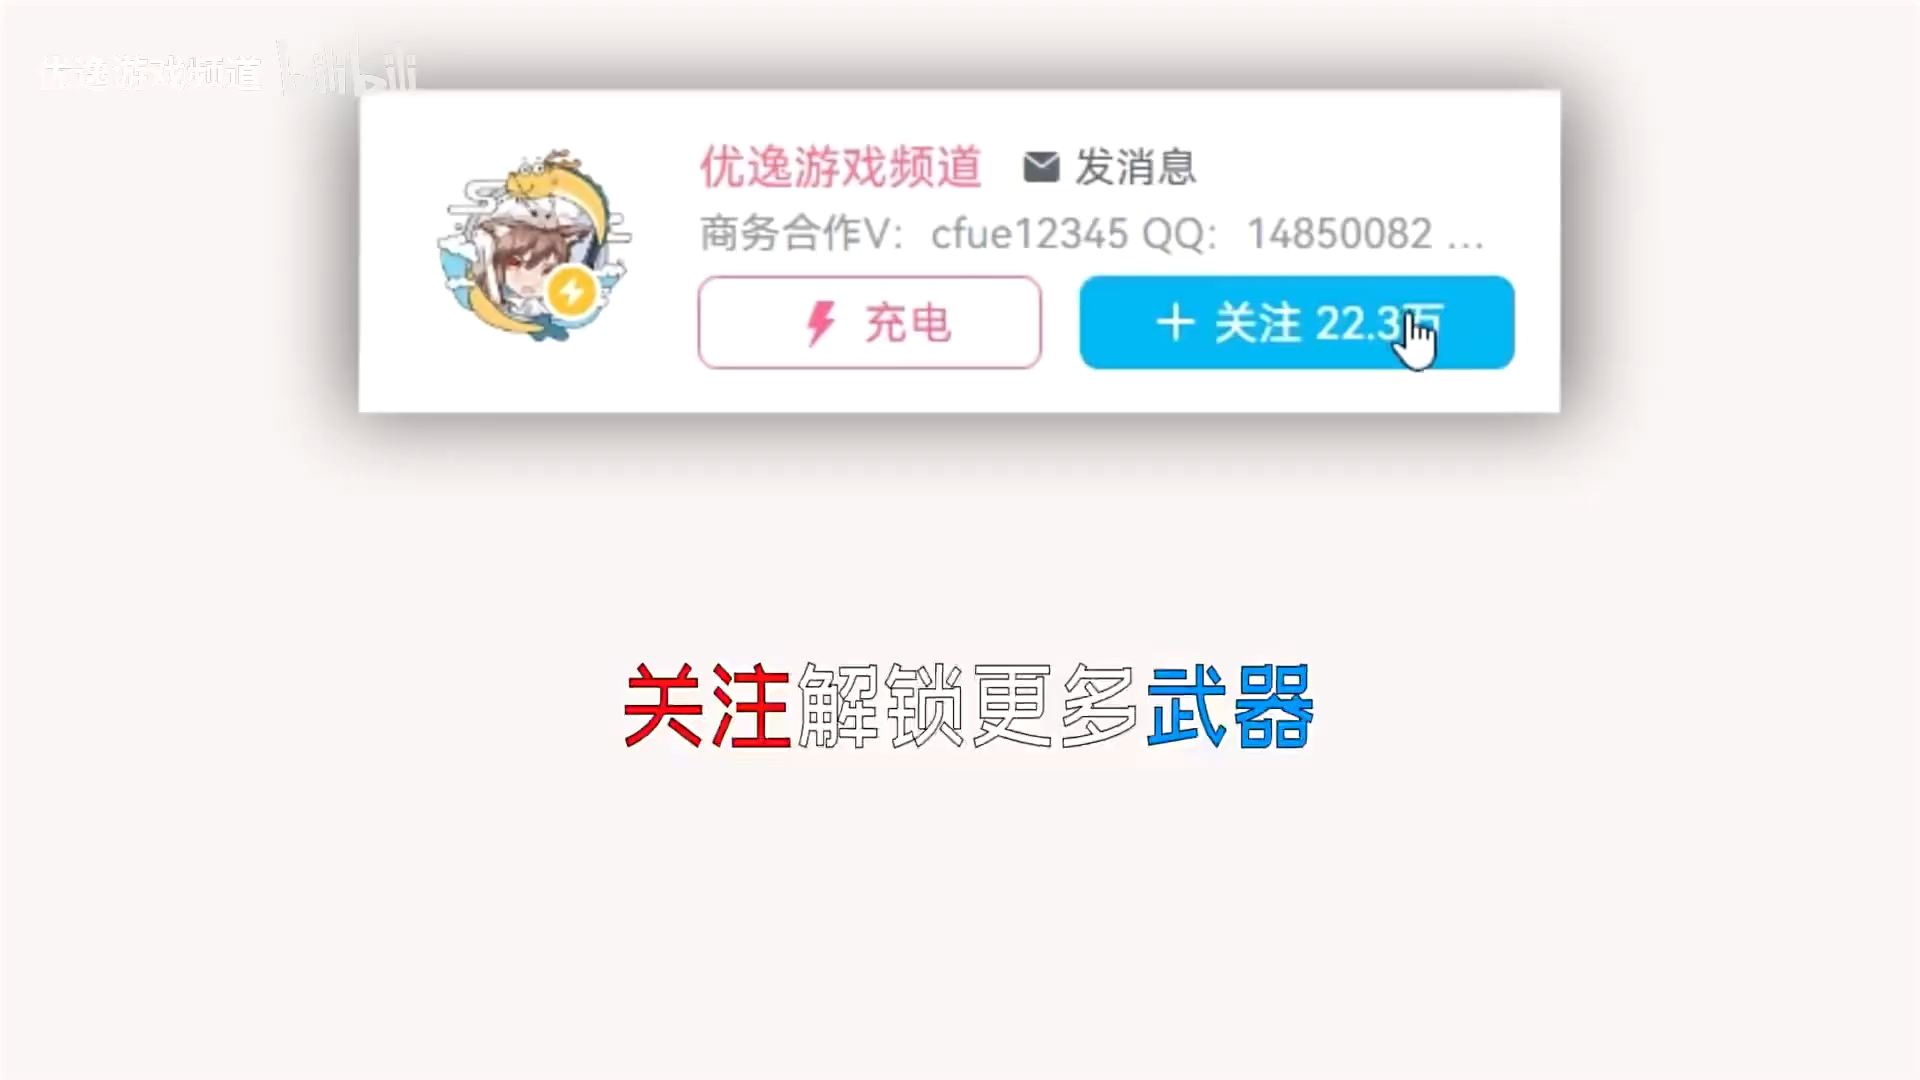 优逸游戏频道 bilibili
优逸游戏频道 发消息
商务合作V：cfue12345 QQ：14850082 ...
充电 + 关注 22.3万
关注解锁更多武器